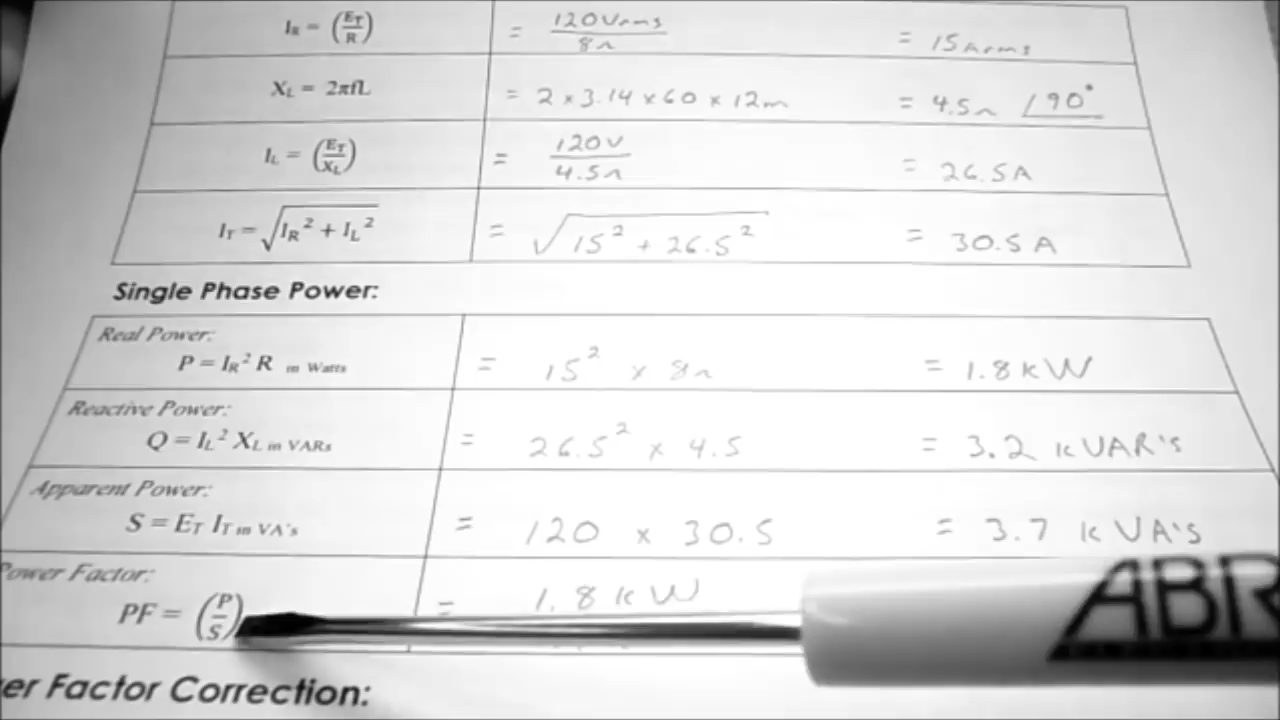 I_R = (E_T/R) = 120Vrms/8Ω = 15Arms
X_L = 2πfL = 2 × 3.14 × 60 × 12m = 4.5Ω ∠90°
I_L = (E_T/X_L) = 120V/4.5Ω = 26.5A
I_T = √(I_R² + I_L²) = √(15² + 26.5²) = 30.5A
Single Phase Power:
Real Power:
P = I_R² R in Watts = 15² × 8Ω = 1.8kW
Reactive Power:
Q = I_L² X_L in VARs = 26.5² × 4.5 = 3.2 kVAR's
Apparent Power:
S = E_T I_T in VA's = 120 × 30.5 = 3.7 kVA's
Power Factor:
PF = (P/S) = 1.8kW
ABR
er Factor Correction: